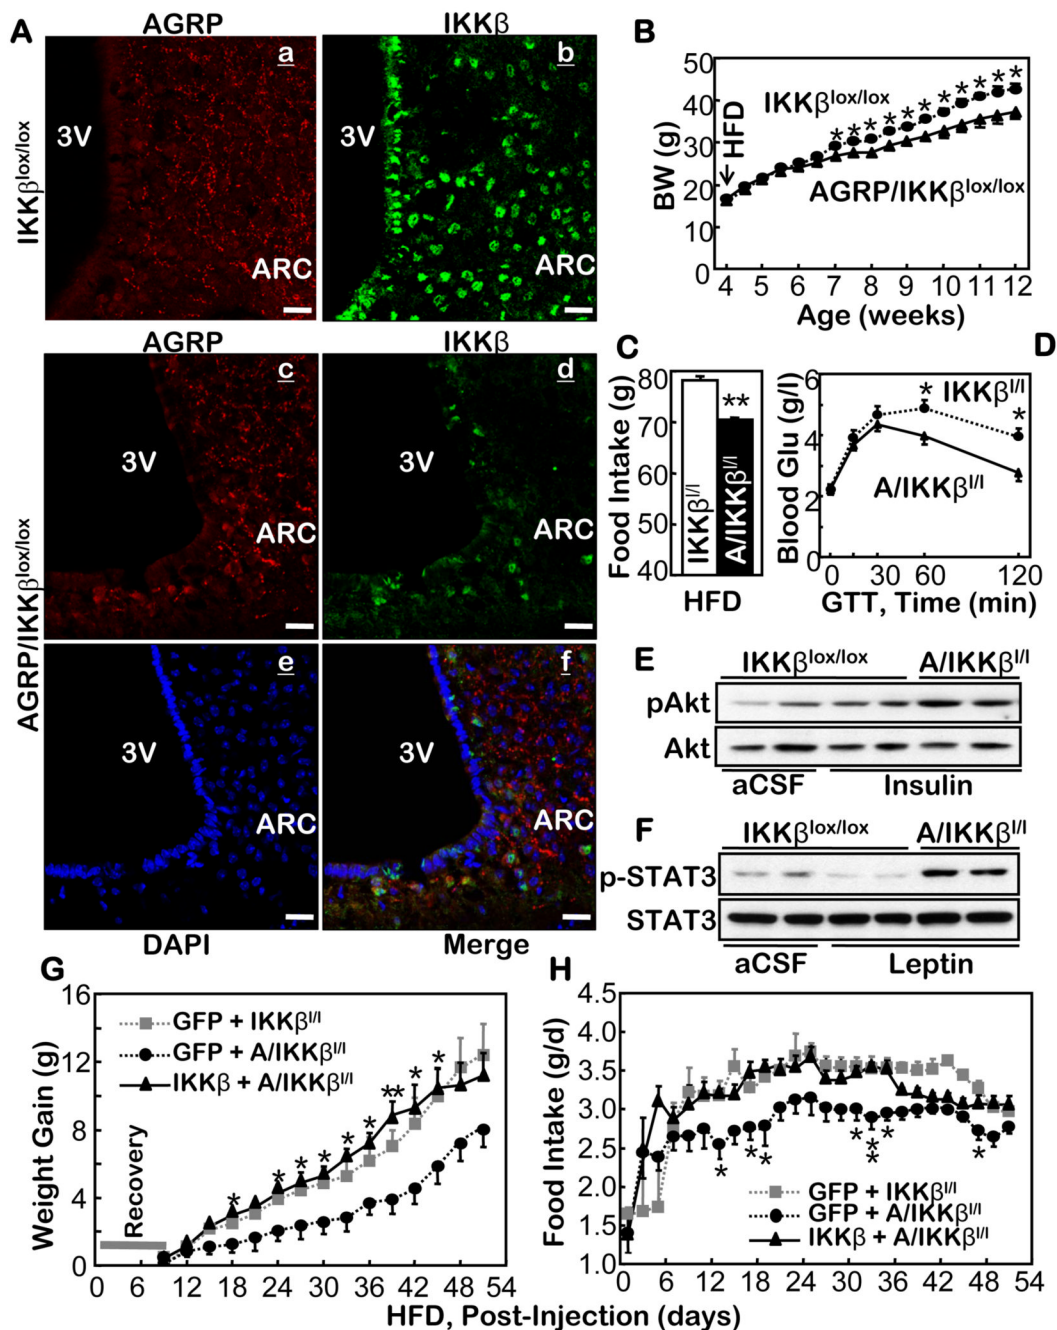 A
AGRP
IKKβ
IKKβlox/lox
a
3V
ARC
b
3V
ARC
AGRP
IKKβ
AGRP/IKKβlox/lox
c
3V
ARC
d
3V
ARC
e
3V
ARC
f
3V
ARC
DAPI
Merge
B
BW (g)
50
40
30
20
10
0
HFD
IKKβlox/lox
* * * * * * * * * * *
AGRP/IKKβlox/lox
4 5 6 7 8 9 10 11 12
Age (weeks)
C
Food Intake (g)
80
70
60
50
40
IKKβl/l
**
A/IKKβl/l
HFD
D
Blood Glu (g/l)
6
4
2
0
* IKKβl/l
*
A/IKKβl/l
0 30 60 120
GTT, Time (min)
E
IKKβlox/lox A/IKKβl/l
pAkt
Akt
aCSF Insulin
F
IKKβlox/lox A/IKKβl/l
p-STAT3
STAT3
aCSF Leptin
G
Weight Gain (g)
16
12
8
4
0
GFP + IKKβl/l
GFP + A/IKKβl/l
IKKβ + A/IKKβl/l
Recovery
* * * * * * ** * *
0 6 12 18 24 30 36 42 48 54
H
Food Intake (g/d)
4.5
4.0
3.5
3.0
2.5
2.0
1.5
1.0
* * * * ** * *
GFP + IKKβl/l
GFP + A/IKKβl/l
IKKβ + A/IKKβl/l
0 6 12 18 24 30 36 42 48 54
HFD, Post-Injection (days)